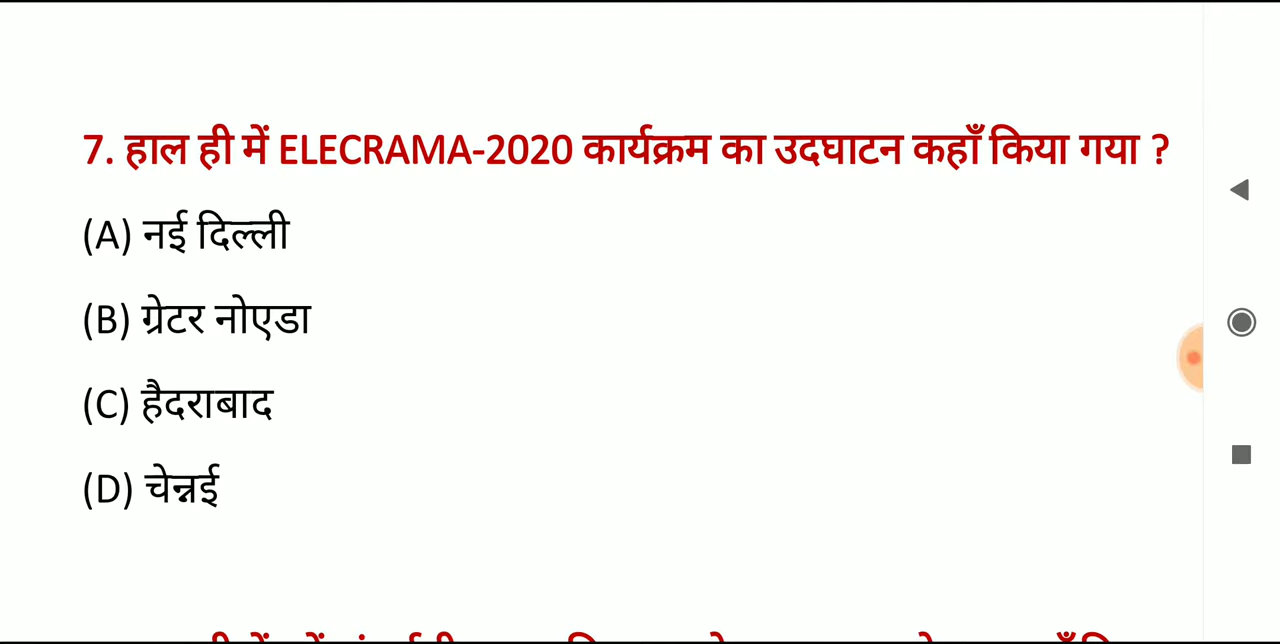 7. हाल ही में ELECRAMA-2020 कार्यक्रम का उदघाटन कहाँ किया गया ?
(A) नई दिल्ली
(B) ग्रेटर नोएडा
(C) हैदराबाद
(D) चेन्नई